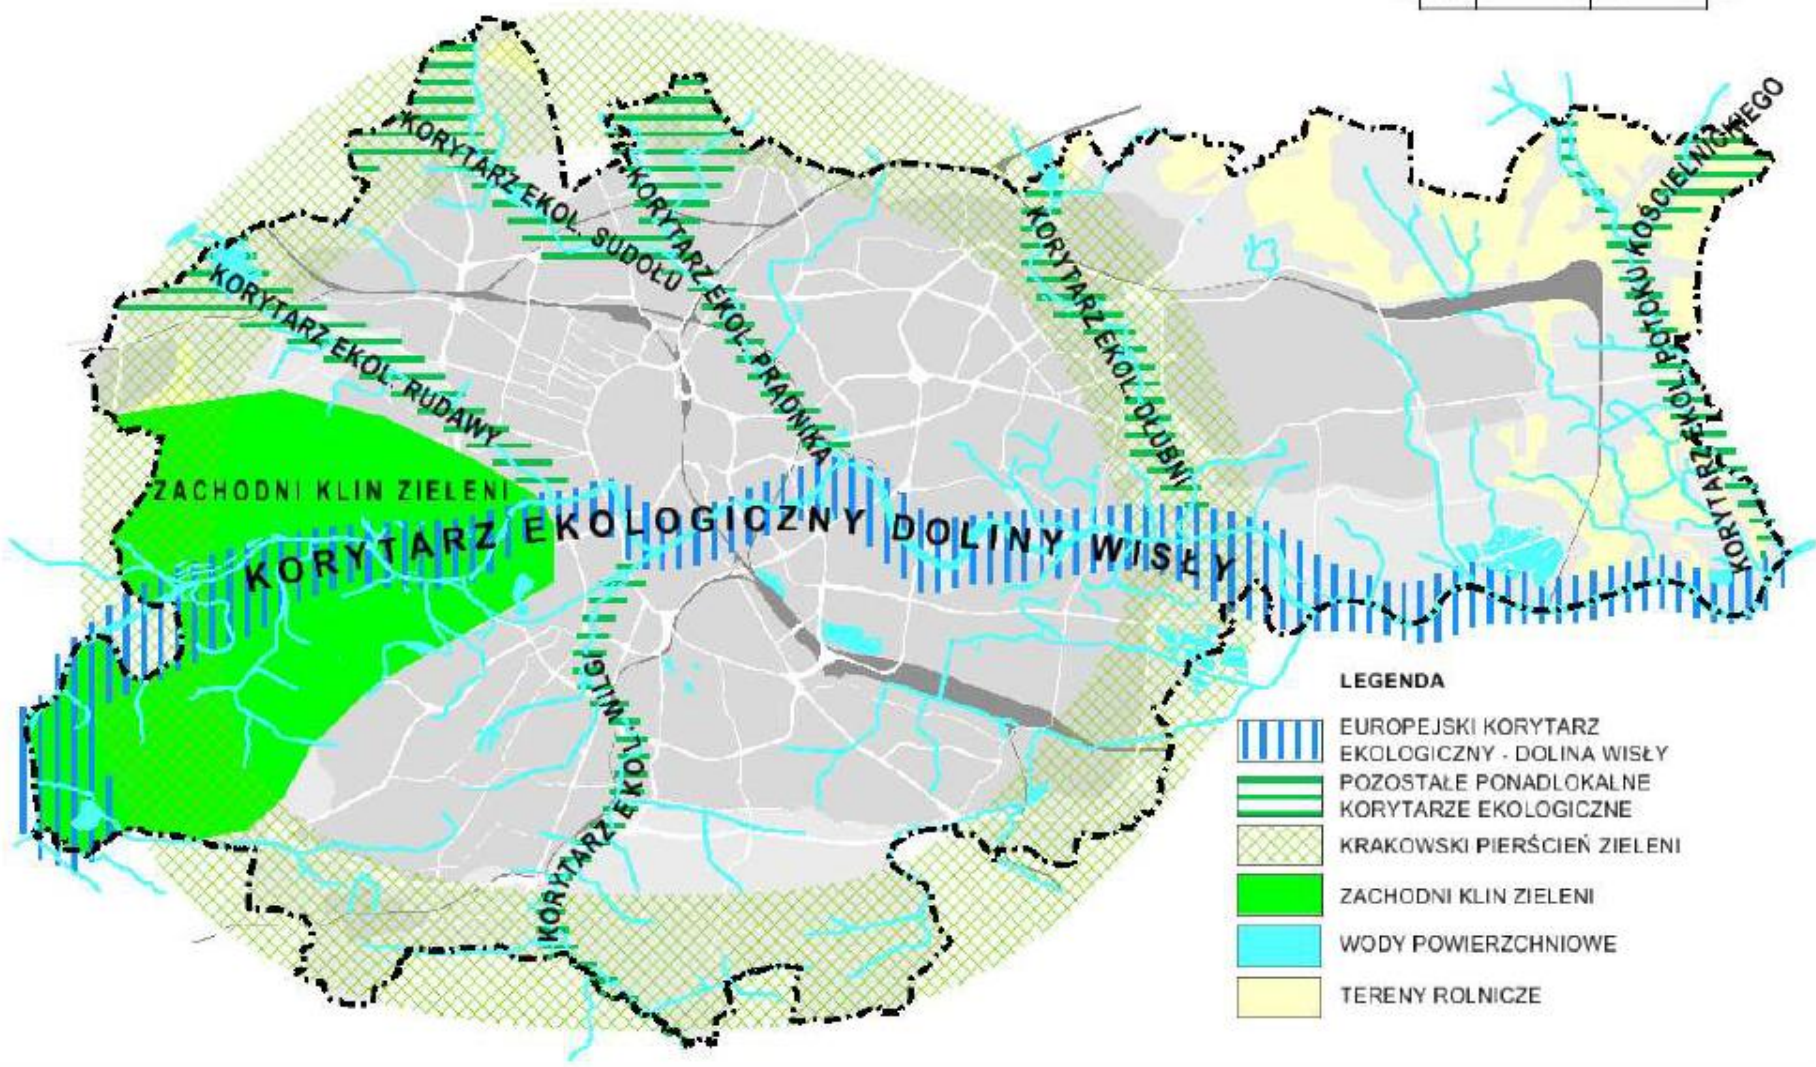 KORYTARZ EKOL. SUDOŁU
KORYTARZ EKOL. PRĄDNIKA
KORYTARZ EKOL. DŁUBNI
KORYTARZ EKOL. POTOKU KOŚCIELNICKIEGO
KORYTARZ EKOL. RUDAWY
ZACHODNI KLIN ZIELENI
KORYTARZ EKOLOGICZNY DOLINY WISŁY
KORYTARZ EKOL. WILGI
LEGENDA
EUROPEJSKI KORYTARZ
EKOLOGICZNY - DOLINA WISŁY
POZOSTAŁE PONADLOKALNE
KORYTARZE EKOLOGICZNE
KRAKOWSKI PIERŚCIEŃ ZIELENI
ZACHODNI KLIN ZIELENI
WODY POWIERZCHNIOWE
TERENY ROLNICZE